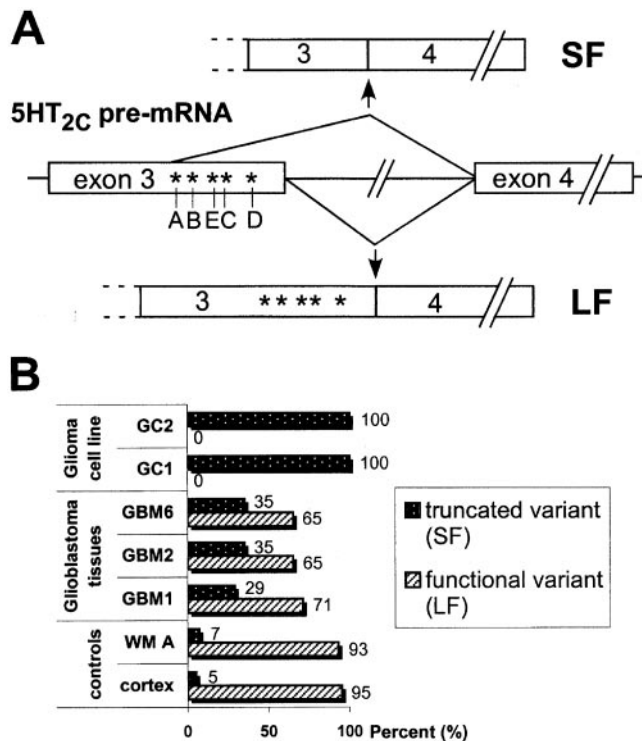 A
3 4 SF
5HT2C pre-mRNA
exon 3 ** ** * exon 4
A B E C D
3 ** ** * 4 LF
B
Glioma cell line
GC2 100
0
GC1 100
0
Glioblastoma tissues
GBM6 35
65
GBM2 35
65
GBM1 29
71
controls
WM A 7
93
cortex 5
95
0 50 100 Percent (%)
truncated variant
(SF)
functional variant
(LF)